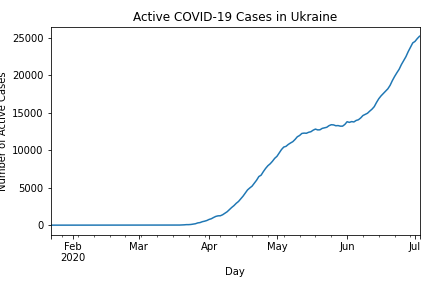 Active COVID-19 Cases in Ukraine
Number of Active Cases
25000
20000
15000
10000
5000
0
Feb Mar Apr May Jun Jul
2020
Day